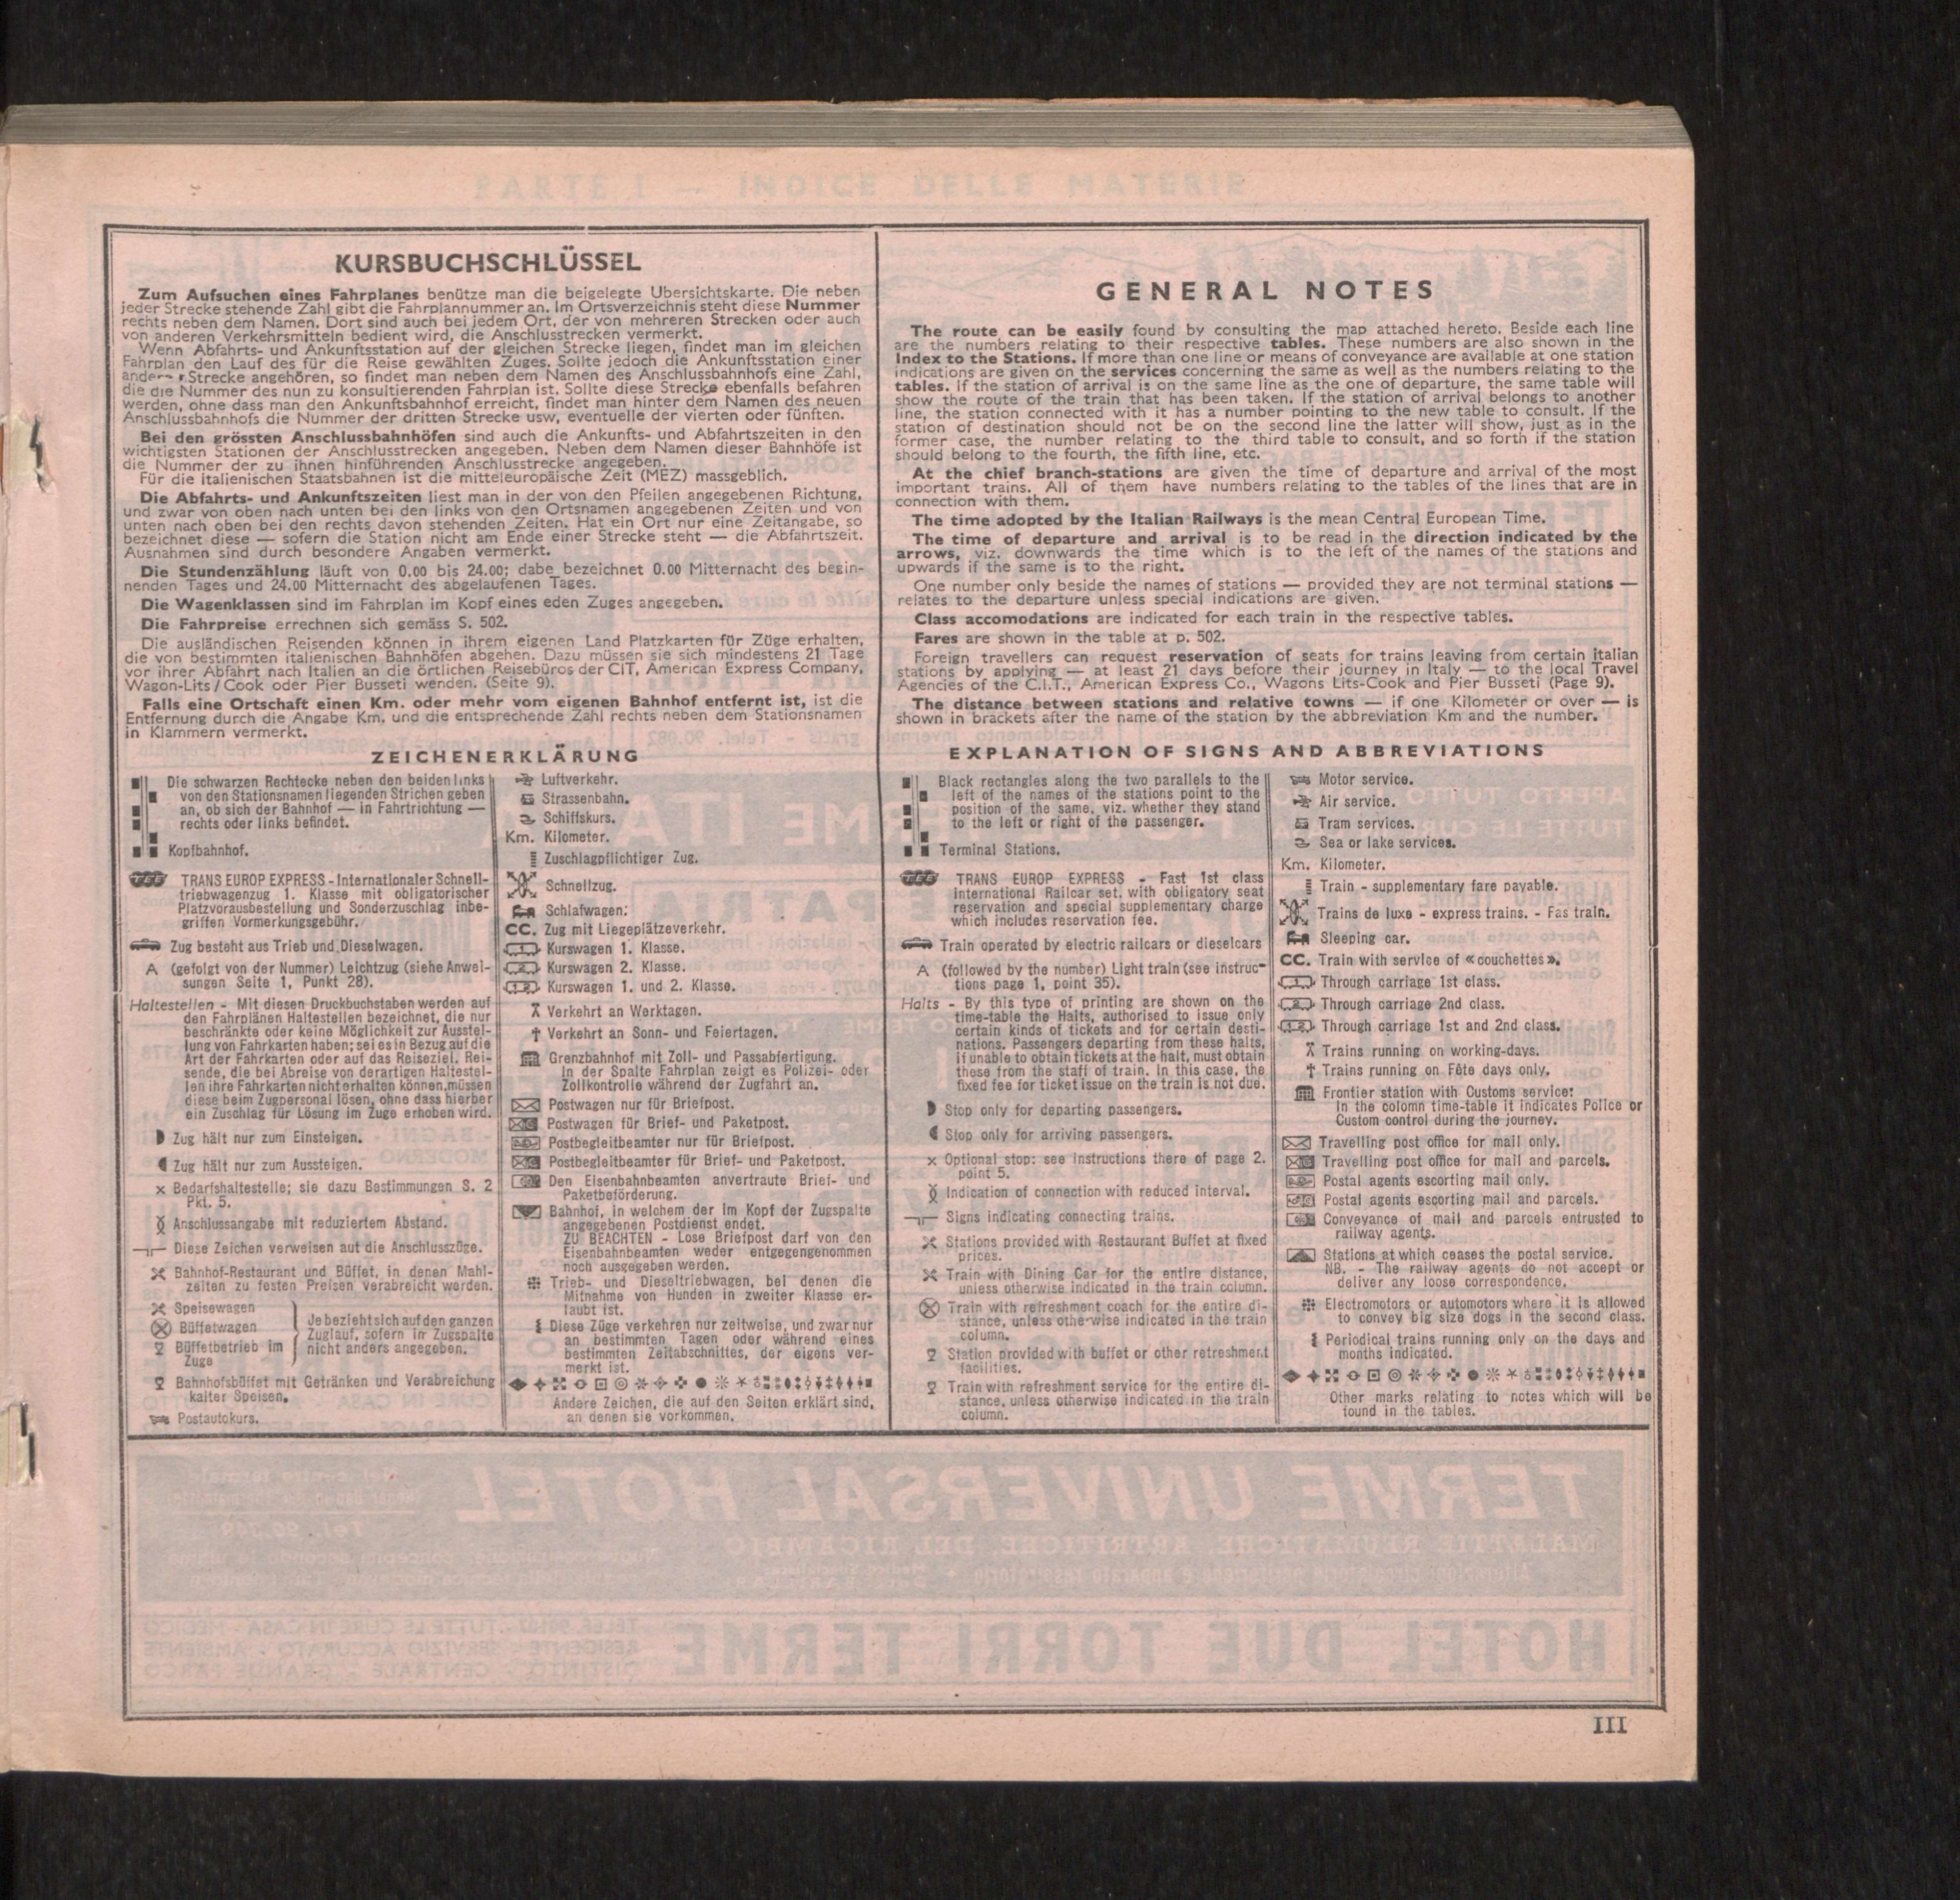 KURSBUCHSCHLÜSSEL
Zum Aufsuchen eines Fahrplanes benütze man die beigelegte Ubersichtskarte. Die neben
jeder Strecke stehende Zahl gibt die Fahrplannummer an. Im Ortsverzeichnis steht diese Nummer
rechts neben dem Namen. Dort sind auch bei jedem Ort, der von mehreren Strecken oder auch
von anderen Verkehrsmitteln bedient wird, die Anschlusstrecken vermerkt.
Wenn Abfahrts- und Ankunftsstation auf der gleichen Strecke liegen, findet man im gleichen
Fahrplan den Lauf des für die Reise gewählten Zuges. Sollte jedoch die Ankunftsstation einer
Strecke angehören, so findet man neben dem Namen des Anschlussbahnhofs eine Zahl,
die die Nummer des nun zu konsultierenden Fahrplan ist. Sollte diese Strecke ebenfalls befahren
werden, ohne dass man den Ankunftsbahnhof erreicht, findet man hinter dem Namen des neuen
Anschlussbahnhofs die Nummer der dritten Strecke usw, eventuelle der vierten oder fünften.
Bei den grössten Anschlussbahnhöfen sind auch die Ankunfts- und Abfahrtszeiten in den
wichtigsten Stationen der Anschlusstrecken angegeben. Neben dem Namen dieser Bahnhöfe ist
die Nummer der zu ihnen hinführenden Anschlusstrecke angegeben.
Für die italienischen Staatsbahnen ist die mitteleuropäische Zeit (MEZ) massgeblich.
Die Abfahrts- und Ankunftszeiten liest man in der von den Pfeilen angegebenen Richtung,
und zwar von oben nach unten bei den links von den Ortsnamen angegebenen Zeiten und von
unten nach oben bei den rechts davon stehenden Zeiten. Hat ein Ort nur eine Zeitangabe, so
bezeichnet diese — sofern die Station nicht am Ende einer Strecke steht — die Abfahrtszeit.
Ausnahmen sind durch besondere Angaben vermerkt.
Die Stundenzählung läuft von 0.00 bis 24.00; dabe bezeichnet 0.00 Mitternacht des begin-
nenden Tages und 24.00 Mitternacht des abgelaufenen Tages.
Die Wagenklassen sind im Fahrplan im Kopf eines eden Zuges angegeben.
Die Fahrpreise errechnen sich gemäss S. 502.
Die ausländischen Reisenden können in ihrem eigenen Land Platzkarten für Züge erhalten,
die von bestimmten italienischen Bahnhöfen abgehen. Dazu müssen sie sich mindestens 21 Tage
vor ihrer Abfahrt nach Italien an die örtlichen Reisebüros der CIT, American Express Company,
Wagon-Lits/Cook oder Pier Busseti wenden. (Seite 9).
Falls eine Ortschaft einen Km. oder mehr vom eigenen Bahnhof entfernt ist, ist die
Entfernung durch die Angabe Km. und die entsprechende Zahl rechts neben dem Stationsnamen
in Klammern vermerkt.
ZEICHENERKLÄRUNG
Die schwarzen Rechtecke neben den beiden links
von den Stationsnamen liegenden Strichen geben
an, ob sich der Bahnhof — in Fahrtrichtung —
rechts oder links befindet.
Kopfbahnhof.
TEE TRANS EUROP EXPRESS - Internationaler Schnell-
triebwagenzug 1. Klasse mit obligatorischer
Platzvorausbestellung und Sonderzuschlag inbe-
griffen Vormerkungsgebühr.
Zug besteht aus Trieb und Dieselwagen.
A (gefolgt von der Nummer) Leichtzug (siehe Anwei-
sungen Seite 1, Punkt 28).
Haltestellen - Mit diesen Druckbuchstaben werden auf
den Fahrplänen Haltestellen bezeichnet, die nur
beschränkte oder keine Möglichkeit zur Ausstel-
lung von Fahrkarten haben; sei es in Bezug auf die
Art der Fahrkarten oder auf das Reiseziel. Rei-
sende, die bei Abreise von derartigen Haltestel-
len ihre Fahrkarten nicht erhalten können, müssen
diese beim Zugpersonal lösen, ohne dass hierber
ein Zuschlag für Lösung im Zuge erhoben wird.
Zug hält nur zum Einsteigen.
Zug hält nur zum Aussteigen.
x Bedarfshaltestelle; sie dazu Bestimmungen S. 2
Pkt. 5.
Anschlussangabe mit reduziertem Abstand.
Diese Zeichen verweisen aut die Anschlusszüge.
Bahnhof-Restaurant und Büffet, in denen Mahl-
zeiten zu festen Preisen verabreicht werden.
Speisewagen
Büffetwagen
Büffetbetrieb im
Zuge
Je bezieht sich auf den ganzen
Zuglauf, sofern in Zugspalte
nicht anders angegeben.
Bahnhofsbüffet mit Getränken und Verabreichung
kalter Speisen.
Postautokurs.
Luftverkehr.
Strassenbahn.
Schiffskurs.
Km. Kilometer.
Zuschlagpflichtiger Zug.
Schnellzug.
Schlafwagen.
CC. Zug mit Liegeplätzeverkehr.
1 Kurswagen 1. Klasse.
2 Kurswagen 2. Klasse.
1-2 Kurswagen 1. und 2. Klasse.
Verkehrt an Werktagen.
† Verkehrt an Sonn- und Feiertagen.
Grenzbahnhof mit Zoll- und Passabfertigung.
In der Spalte Fahrplan zeigt es Polizei- oder
Zollkontrolle während der Zugfahrt an.
Postwagen nur für Briefpost.
Postwagen für Brief- und Paketpost.
Postbegleitbeamter nur für Briefpost.
Postbegleitbeamter für Brief- und Paketpost.
Den Eisenbahnbeamten anvertraute Brief- und
Paketbeförderung.
Bahnhof, in welchem der im Kopf der Zugspalte
angegebenen Postdienst endet.
ZU BEACHTEN - Lose Briefpost darf von den
Eisenbahnbeamten weder entgegengenommen
noch ausgegeben werden.
Trieb- und Dieseltriebwagen, bei denen die
Mitnahme von Hunden in zweiter Klasse er-
laubt ist.
Diese Züge verkehren nur zeitweise, und zwar nur
an bestimmten Tagen oder während eines
bestimmten Zeitabschnittes, der eigens ver-
merkt ist.
Andere Zeichen, die auf den Seiten erklärt sind,
an denen sie vorkommen.
GENERAL NOTES
The route can be easily found by consulting the map attached hereto. Beside each line
are the numbers relating to their respective tables. These numbers are also shown in the
Index to the Stations. If more than one line or means of conveyance are available at one station
indications are given on the services concerning the same as well as the numbers relating to the
tables. If the station of arrival is on the same line as the one of departure, the same table will
show the route of the train that has been taken. If the station of arrival belongs to another
line, the station connected with it has a number pointing to the new table to consult. If the
station of destination should not be on the second line the latter will show, just as in the
former case, the number relating to the third table to consult, and so forth if the station
should belong to the fourth, the fifth line, etc.
At the chief branch-stations are given the time of departure and arrival of the most
important trains. All of them have numbers relating to the tables of the lines that are in
connection with them.
The time adopted by the Italian Railways is the mean Central European Time.
The time of departure and arrival is to be read in the direction indicated by the
arrows, viz. downwards the time which is to the left of the names of the stations and
upwards if the same is to the right.
One number only beside the names of stations — provided they are not terminal stations —
relates to the departure unless special indications are given.
Class accomodations are indicated for each train in the respective tables.
Fares are shown in the table at p. 502.
Foreign travellers can request reservation of seats for trains leaving from certain italian
stations by applying — at least 21 days before their journey in Italy — to the local Travel
Agencies of the C.I.T., American Express Co., Wagons Lits-Cook and Pier Busseti (Page 9).
The distance between stations and relative towns — if one Kilometer or over — is
shown in brackets after the name of the station by the abbreviation Km and the number.
EXPLANATION OF SIGNS AND ABBREVIATIONS
Black rectangles along the two parallels to the
left of the names of the stations point to the
position of the same, viz. whether they stand
to the left or right of the passenger.
Terminal Stations.
TEE TRANS EUROP EXPRESS - Fast 1st class
international Railcar set, with obligatory seat
reservation and special supplementary charge
which includes reservation fee.
Train operated by electric railcars or dieselcars
A (followed by the number) Light train (see instruc-
tions page 1, point 35).
Halts - By this type of printing are shown on the
time-table the Halts, authorised to issue only
certain kinds of tickets and for certain desti-
nations. Passengers departing from these halts,
if unable to obtain tickets at the halt, must obtain
these from the staff of train. In this case, the
fixed fee for ticket issue on the train is not due.
Stop only for departing passengers.
Stop only for arriving passengers.
x Optional stop: see instructions there of page 2.
point 5.
Indication of connection with reduced interval.
Signs indicating connecting trains.
Stations provided with Restaurant Buffet at fixed
prices.
Train with Dining Car for the entire distance,
unless otherwise indicated in the train column.
Train with refreshment coach for the entire di-
stance, unless otherwise indicated in the train
column.
Station provided with buffet or other retreshment
facilities.
Train with refreshment service for the entire di-
stance, unless otherwise indicated in the train
column.
Motor service.
Air service.
Tram services.
Sea or lake services.
Km. Kilometer.
Train - supplementary fare payable.
Trains de luxe - express trains. - Fas train.
Sleeping car.
CC. Train with service of «couchettes».
1 Through carriage 1st class.
2 Through carriage 2nd class.
1-2 Through carriage 1st and 2nd class.
Trains running on working-days.
† Trains running on Fête days only.
Frontier station with Customs service:
In the colomn time-table it indicates Police or
Custom control during the journey.
Travelling post office for mail only.
Travelling post office for mail and parcels.
Postal agents escorting mail only.
Postal agents escorting mail and parcels.
Conveyance of mail and parcels entrusted to
railway agents.
Stations at which ceases the postal service.
NB. - The railway agents do not accept or
deliver any loose correspondence.
Electromotors or automotors where it is allowed
to convey big size dogs in the second class.
Periodical trains running only on the days and
months indicated.
Other marks relating to notes which will be
tound in the tables.
III